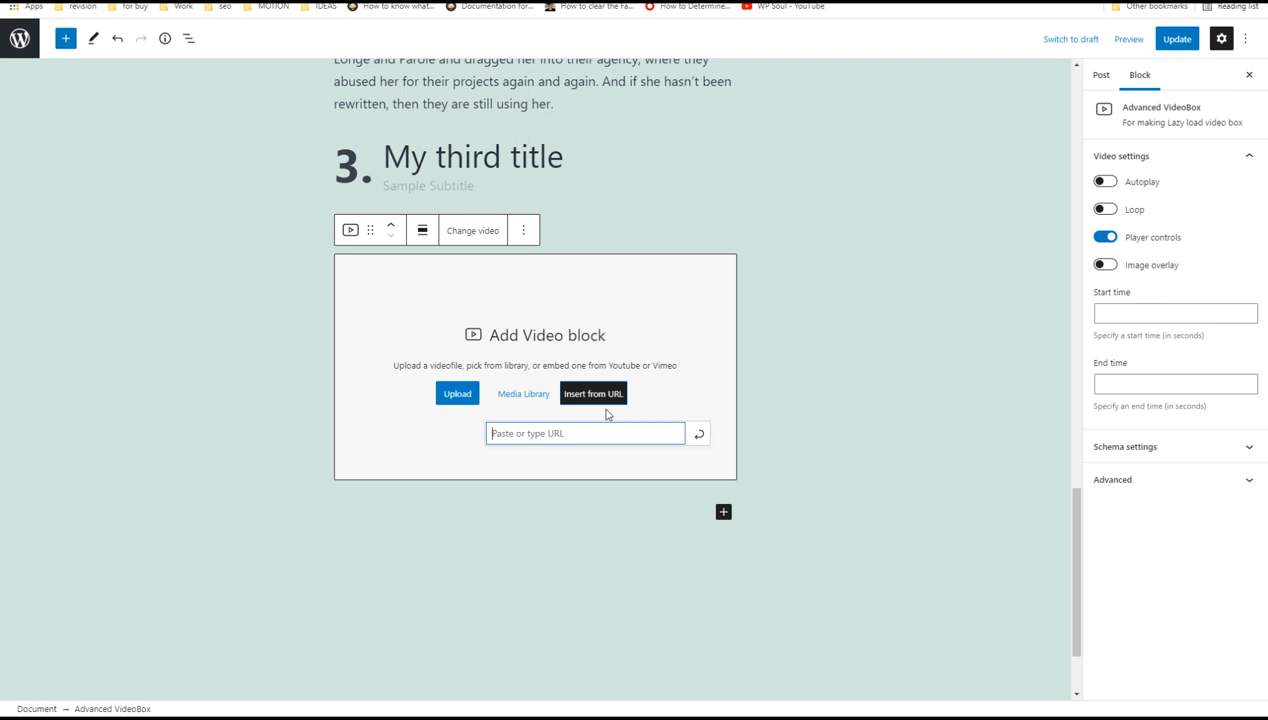 Apps revision for buy Work seo MOTION IDEAS How to know what... Documentation for... How to clear the Fa... How to Determine... WP Soul - YouTube Other bookmarks Reading list
Switch to draft Preview Update
Longe and Parole and dragged her into their agency, where they
abused her for their projects again and again. And if she hasn't been
rewritten, then they are still using her.
3. My third title
Sample Subtitle
Change video
Add Video block
Upload a videofile, pick from library, or embed one from Youtube or Vimeo
Upload Media Library Insert from URL
Paste or type URL
Post Block
Advanced VideoBox
For making Lazy load video box
Video settings
Autoplay
Loop
Player controls
Image overlay
Start time
Specify a start time (in seconds)
End time
Specify an end time (in seconds)
Schema settings
Advanced
Document → Advanced VideoBox